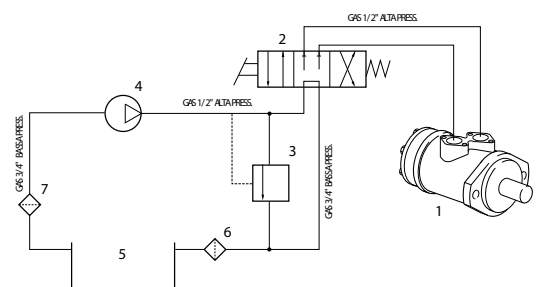 GAS 1/2" ALTA PRESS.
2
4
GAS 1/2" ALTA PRESS.
GAS 3/4" BASSA PRESS.
3
GAS 3/4" BASSA PRESS.
7
1
6
5